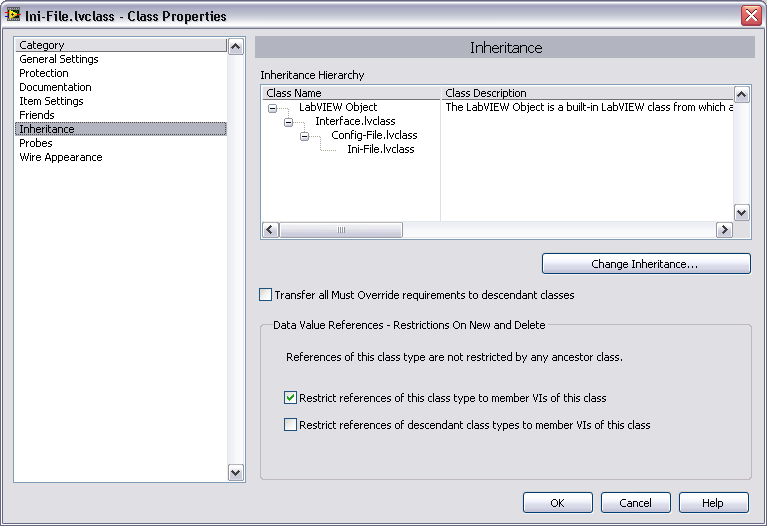 Ini-File.lvclass - Class Properties
Category
General Settings
Protection
Documentation
Item Settings
Friends
Inheritance
Probes
Wire Appearance
Inheritance
Inheritance Hierarchy
Class Name Class Description
LabVIEW Object The LabVIEW Object is a built-in LabVIEW class from which a
Interface.lvclass
Config-File.lvclass
Ini-File.lvclass
Change Inheritance...
Transfer all Must Override requirements to descendant classes
Data Value References - Restrictions On New and Delete
References of this class type are not restricted by any ancestor class.
Restrict references of this class type to member VIs of this class
Restrict references of descendant class types to member VIs of this class
OK Cancel Help